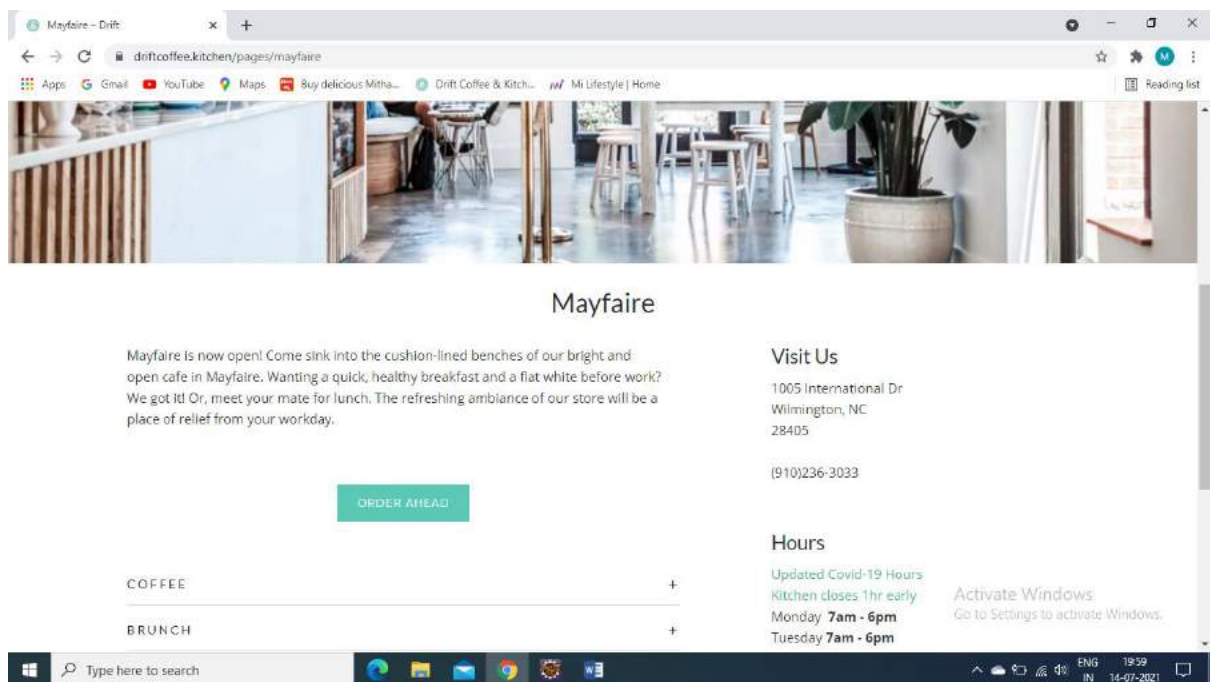 Mayfaire – Drift
driftcoffee.kitchen/pages/mayfaire
M
Apps
Gmail
YouTube
Maps
Buy delicious Mitha...
Drift Coffee & Kitch...
Mi Lifestyle | Home
Reading list
Mayfaire
Mayfaire is now open! Come sink into the cushion-lined benches of our bright and
open cafe in Mayfaire. Wanting a quick, healthy breakfast and a flat white before work?
We got it! Or, meet your mate for lunch. The refreshing ambiance of our store will be a
place of relief from your workday.
ORDER AHEAD
COFFEE +
BRUNCH +
Visit Us
1005 International Dr
Wilmington, NC
28405
(910)236-3033
Hours
Updated Covid-19 Hours
Kitchen closes 1hr early
Monday 7am - 6pm
Tuesday 7am - 6pm
Activate Windows
Go to Settings to activate Windows.
Type here to search
ENG
IN
19:59
14-07-2021